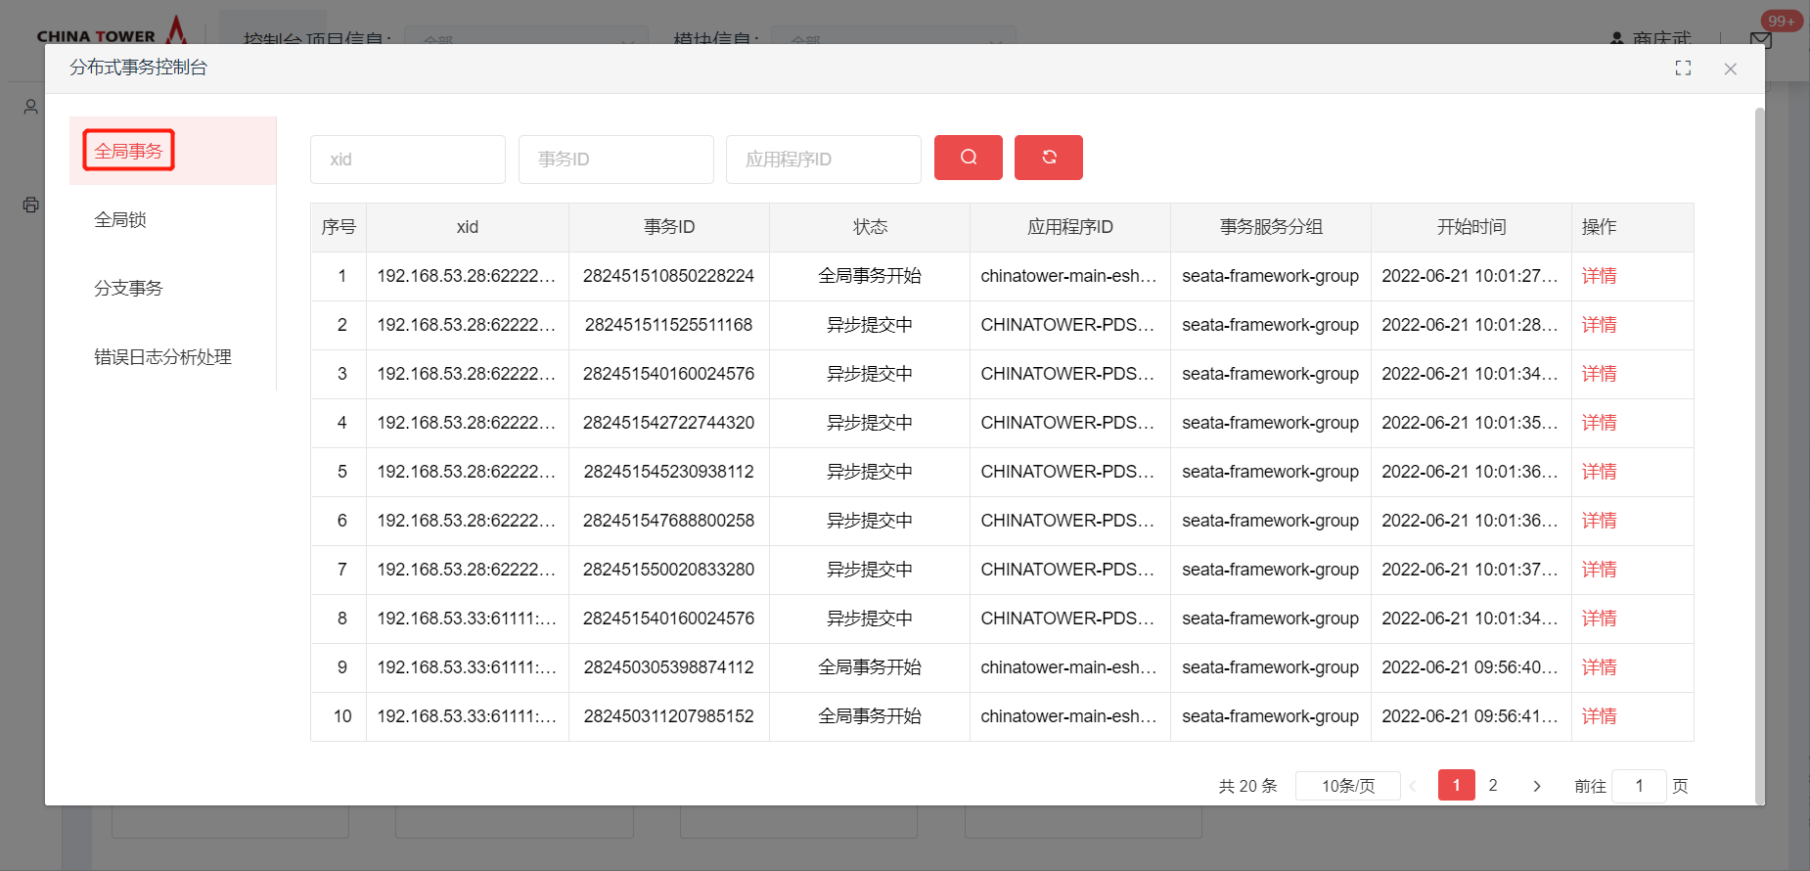 CHINA TOWER
控制台 项目信息: 全部 模块信息: 全部 商庆武 99+
分布式事务控制台
全局事务
全局锁
分支事务
错误日志分析处理
xid 事务ID 应用程序ID
序号 xid 事务ID 状态 应用程序ID 事务服务分组 开始时间 操作
1 192.168.53.28:62222... 282451510850228224 全局事务开始 chinatower-main-esh... seata-framework-group 2022-06-21 10:01:27... 详情
2 192.168.53.28:62222... 282451511525511168 异步提交中 CHINATOWER-PDS... seata-framework-group 2022-06-21 10:01:28... 详情
3 192.168.53.28:62222... 282451540160024576 异步提交中 CHINATOWER-PDS... seata-framework-group 2022-06-21 10:01:34... 详情
4 192.168.53.28:62222... 282451542722744320 异步提交中 CHINATOWER-PDS... seata-framework-group 2022-06-21 10:01:35... 详情
5 192.168.53.28:62222... 282451545230938112 异步提交中 CHINATOWER-PDS... seata-framework-group 2022-06-21 10:01:36... 详情
6 192.168.53.28:62222... 282451547688800258 异步提交中 CHINATOWER-PDS... seata-framework-group 2022-06-21 10:01:36... 详情
7 192.168.53.28:62222... 282451550020833280 异步提交中 CHINATOWER-PDS... seata-framework-group 2022-06-21 10:01:37... 详情
8 192.168.53.33:61111:... 282451540160024576 异步提交中 CHINATOWER-PDS... seata-framework-group 2022-06-21 10:01:34... 详情
9 192.168.53.33:61111:... 282450305398874112 全局事务开始 chinatower-main-esh... seata-framework-group 2022-06-21 09:56:40... 详情
10 192.168.53.33:61111:... 282450311207985152 全局事务开始 chinatower-main-esh... seata-framework-group 2022-06-21 09:56:41... 详情
共 20 条 10条/页 1 2 前往 1 页